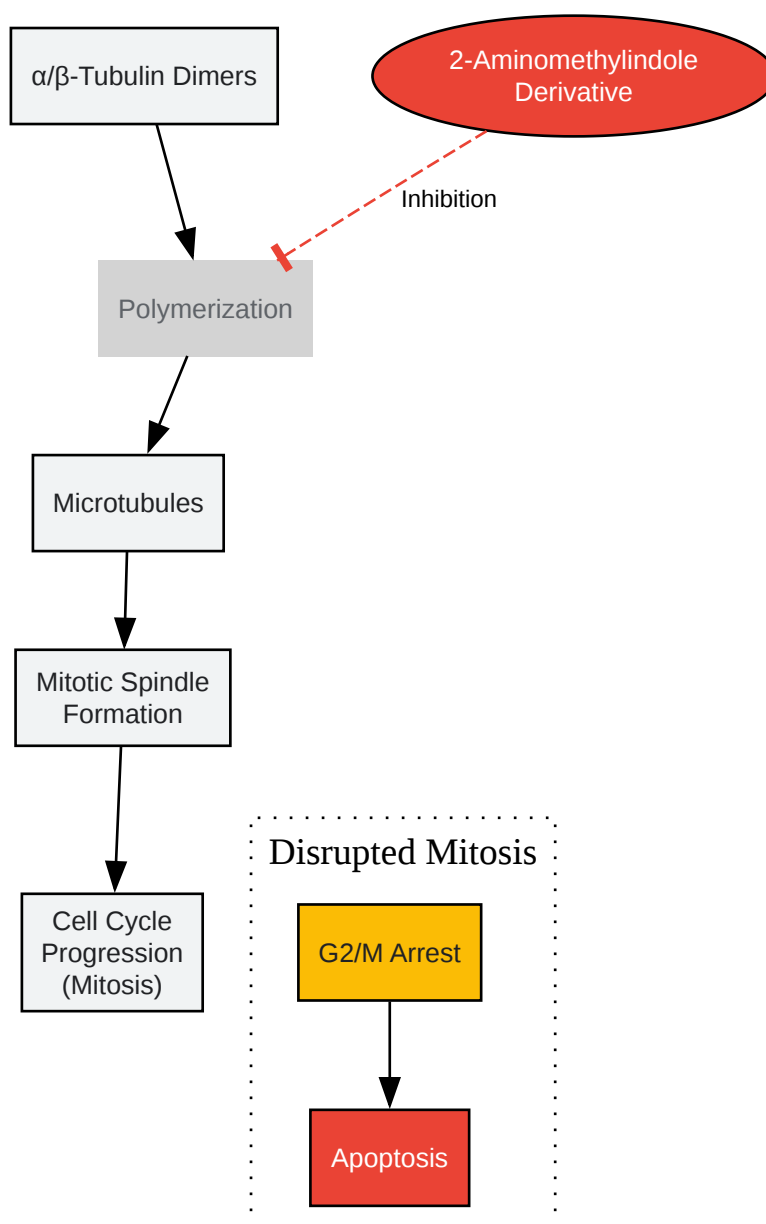 α/β-Tubulin Dimers
2-Aminomethylindole
Derivative
Inhibition
Polymerization
Microtubules
Mitotic Spindle
Formation
Disrupted Mitosis
Cell Cycle
Progression
(Mitosis)
G2/M Arrest
Apoptosis